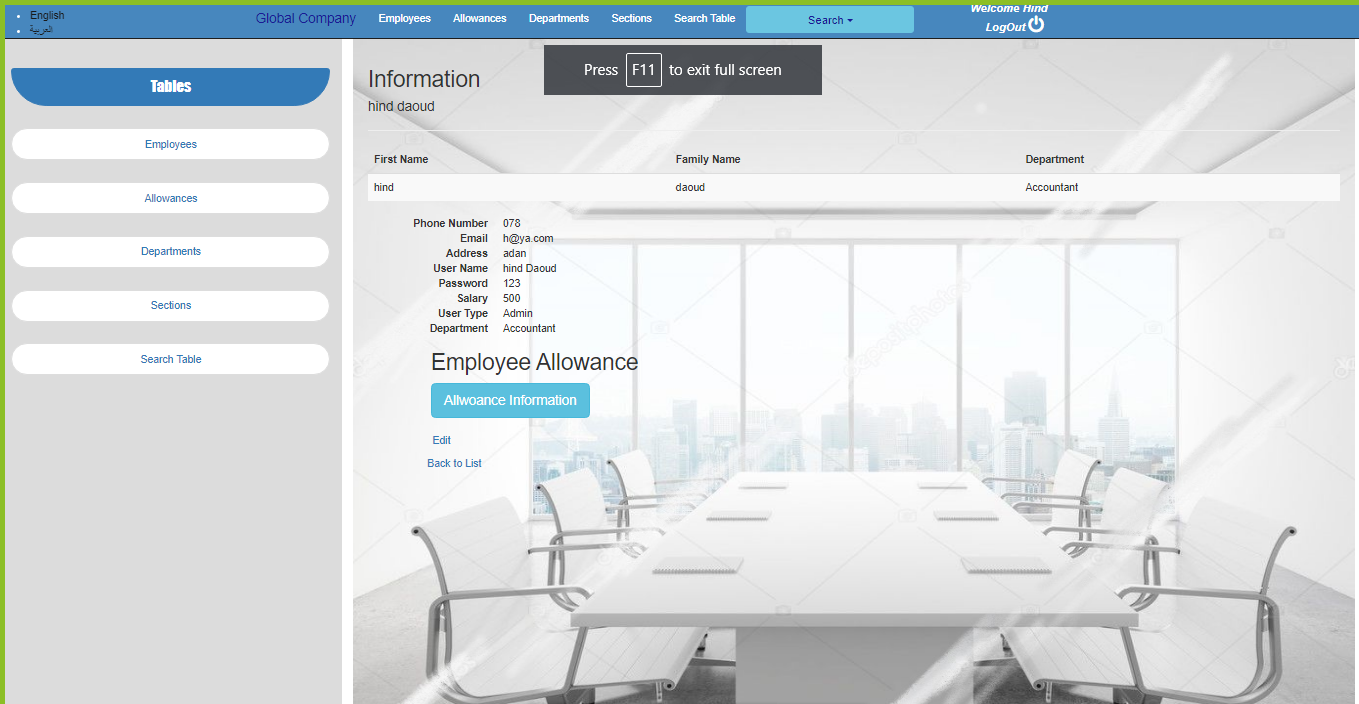 English
العربية
Global Company
Employees
Allowances
Departments
Sections
Search Table
Search
Welcome Hind
LogOut
Press F11 to exit full screen
Tables
Employees
Allowances
Departments
Sections
Search Table
Information
hind daoud
First Name Family Name Department
hind daoud Accountant
Phone Number 078
Email h@ya.com
Address adan
User Name hind Daoud
Password 123
Salary 500
User Type Admin
Department Accountant
Employee Allowance
Allwoance Information
Edit
Back to List
depositphotos